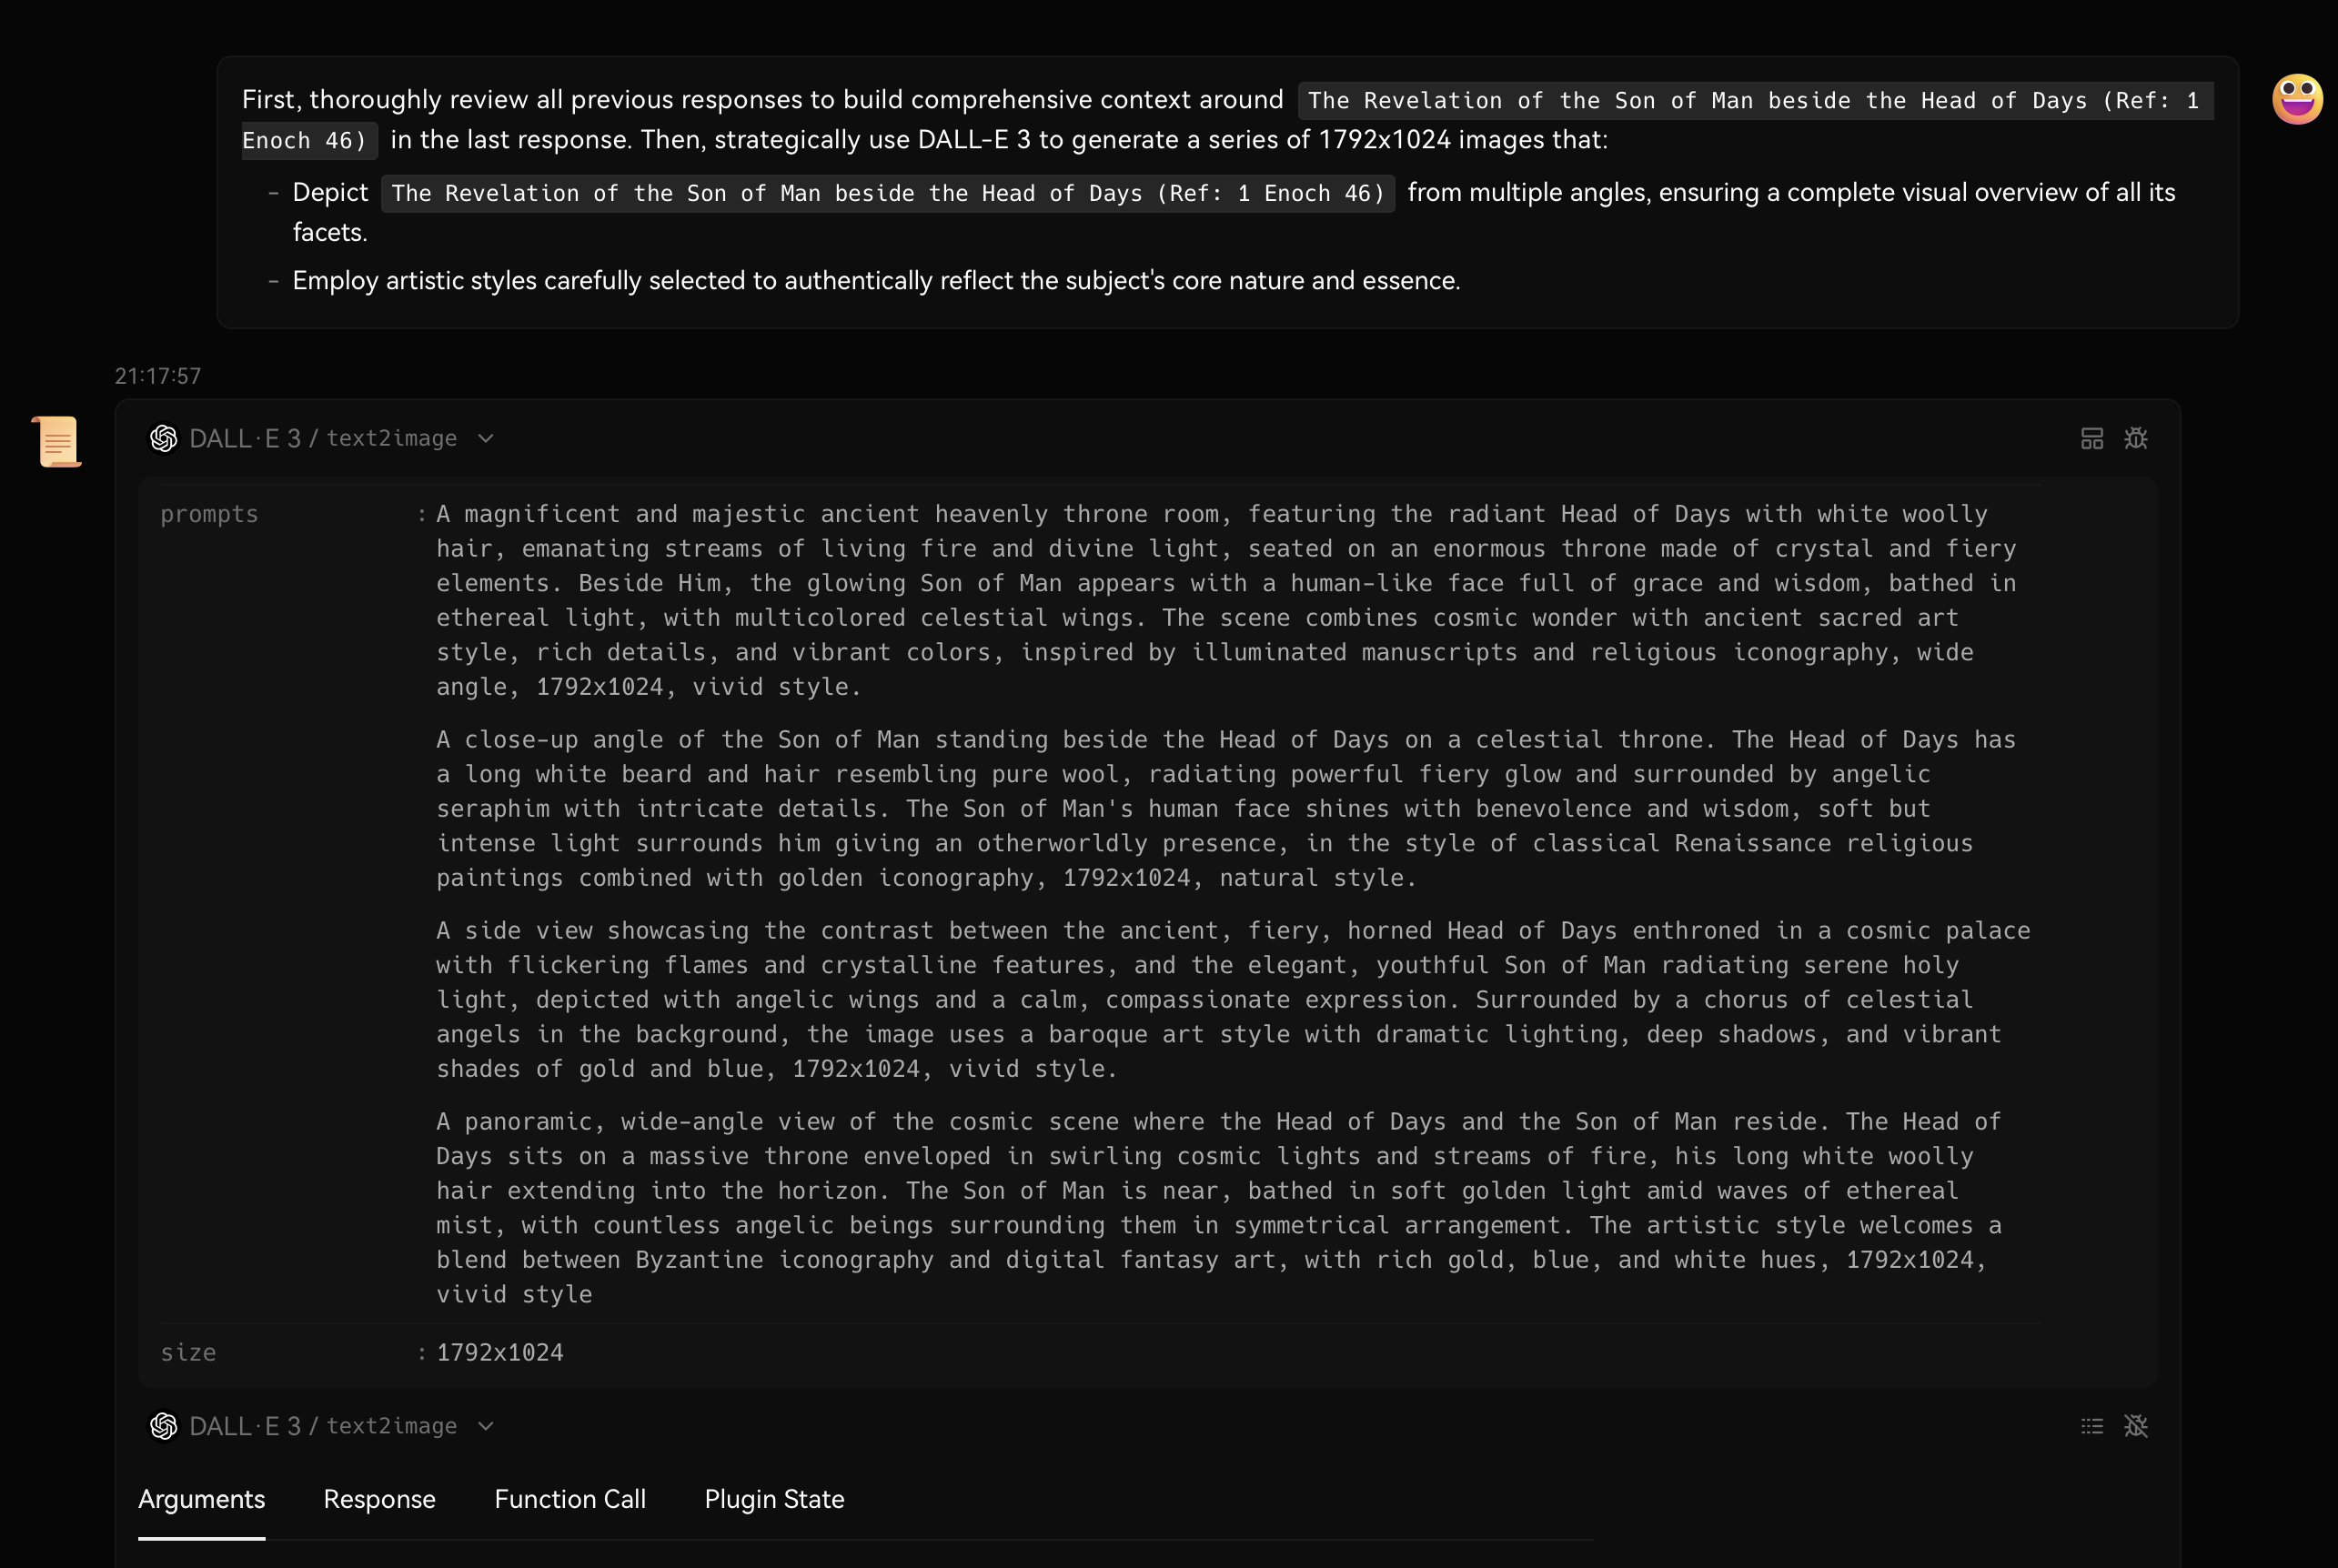 First, thoroughly review all previous responses to build comprehensive context around The Revelation of the Son of Man beside the Head of Days (Ref: 1
Enoch 46) in the last response. Then, strategically use DALL-E 3 to generate a series of 1792x1024 images that:
– Depict The Revelation of the Son of Man beside the Head of Days (Ref: 1 Enoch 46) from multiple angles, ensuring a complete visual overview of all its
facets.
– Employ artistic styles carefully selected to authentically reflect the subject's core nature and essence.
21:17:57
DALL·E 3 / text2image
prompts : A magnificent and majestic ancient heavenly throne room, featuring the radiant Head of Days with white woolly
hair, emanating streams of living fire and divine light, seated on an enormous throne made of crystal and fiery
elements. Beside Him, the glowing Son of Man appears with a human-like face full of grace and wisdom, bathed in
ethereal light, with multicolored celestial wings. The scene combines cosmic wonder with ancient sacred art
style, rich details, and vibrant colors, inspired by illuminated manuscripts and religious iconography, wide
angle, 1792x1024, vivid style.
A close-up angle of the Son of Man standing beside the Head of Days on a celestial throne. The Head of Days has
a long white beard and hair resembling pure wool, radiating powerful fiery glow and surrounded by angelic
seraphim with intricate details. The Son of Man's human face shines with benevolence and wisdom, soft but
intense light surrounds him giving an otherworldly presence, in the style of classical Renaissance religious
paintings combined with golden iconography, 1792x1024, natural style.
A side view showcasing the contrast between the ancient, fiery, horned Head of Days enthroned in a cosmic palace
with flickering flames and crystalline features, and the elegant, youthful Son of Man radiating serene holy
light, depicted with angelic wings and a calm, compassionate expression. Surrounded by a chorus of celestial
angels in the background, the image uses a baroque art style with dramatic lighting, deep shadows, and vibrant
shades of gold and blue, 1792x1024, vivid style.
A panoramic, wide-angle view of the cosmic scene where the Head of Days and the Son of Man reside. The Head of
Days sits on a massive throne enveloped in swirling cosmic lights and streams of fire, his long white woolly
hair extending into the horizon. The Son of Man is near, bathed in soft golden light amid waves of ethereal
mist, with countless angelic beings surrounding them in symmetrical arrangement. The artistic style welcomes a
blend between Byzantine iconography and digital fantasy art, with rich gold, blue, and white hues, 1792x1024,
vivid style
size : 1792x1024
DALL·E 3 / text2image
Arguments Response Function Call Plugin State